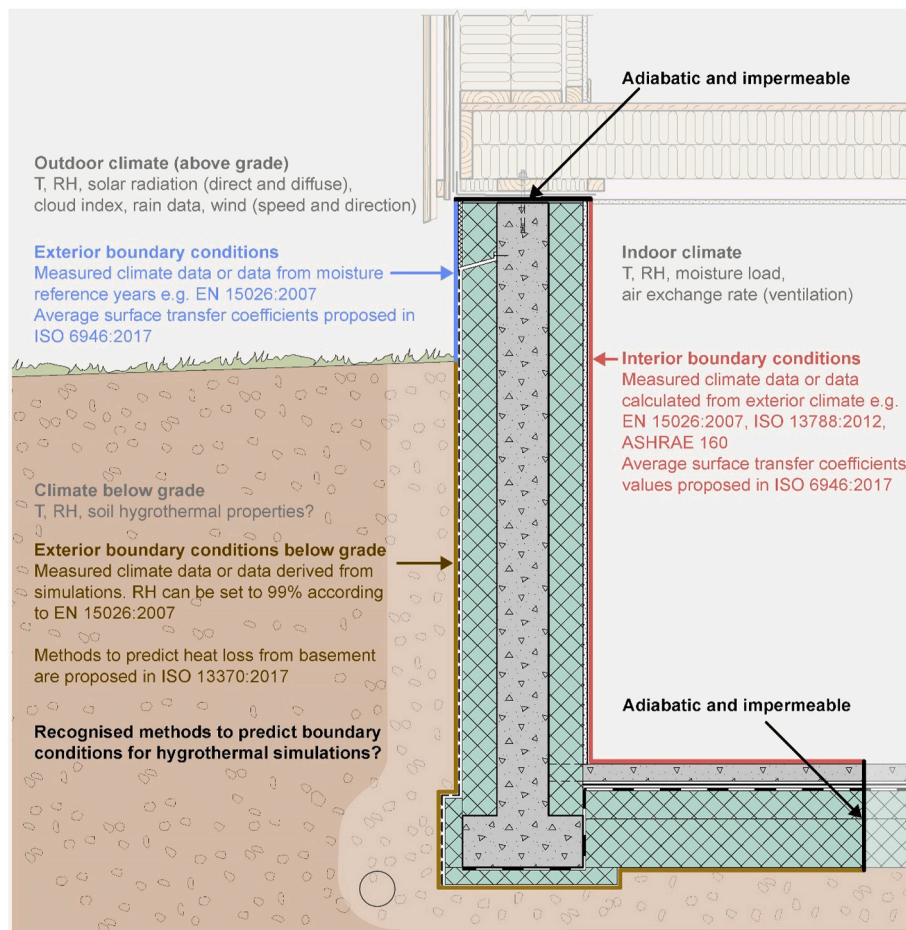 Adiabatic and impermeable
Outdoor climate (above grade)
T, RH, solar radiation (direct and diffuse),
cloud index, rain data, wind (speed and direction)
Exterior boundary conditions
Measured climate data or data from moisture
reference years e.g. EN 15026:2007
Average surface transfer coefficients proposed in
ISO 6946:2017
Indoor climate
T, RH, moisture load,
air exchange rate (ventilation)
Interior boundary conditions
Measured climate data or data
calculated from exterior climate e.g.
EN 15026:2007, ISO 13788:2012,
ASHRAE 160
Average surface transfer coefficients
values proposed in ISO 6946:2017
Climate below grade
T, RH, soil hygrothermal properties?
Exterior boundary conditions below grade
Measured climate data or data derived from
simulations. RH can be set to 99% according
to EN 15026:2007
Methods to predict heat loss from basement
are proposed in ISO 13370:2017
Recognised methods to predict boundary
conditions for hygrothermal simulations?
Adiabatic and impermeable